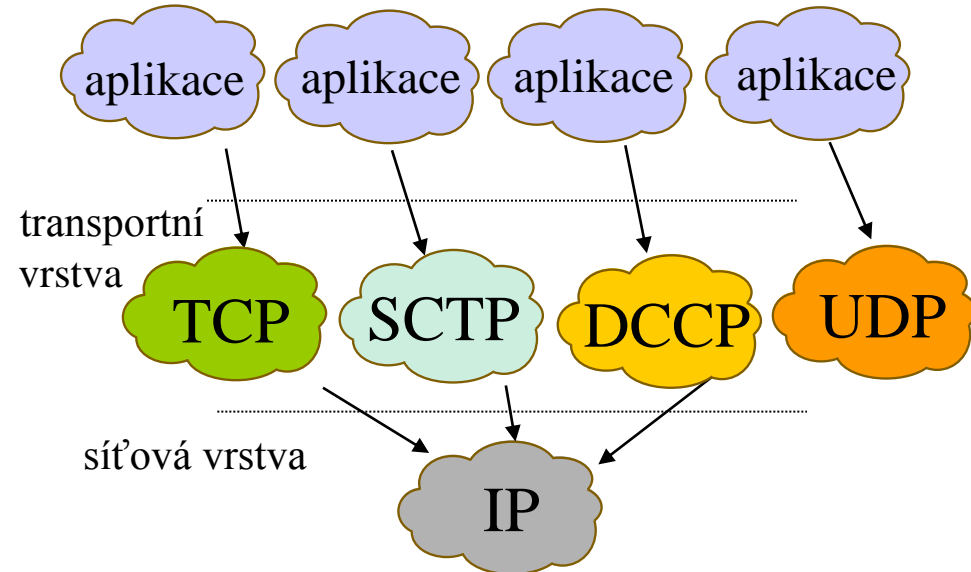 aplikace
aplikace
aplikace
aplikace
transportní
vrstva
TCP
SCTP
DCCP
UDP
síťová vrstva
IP